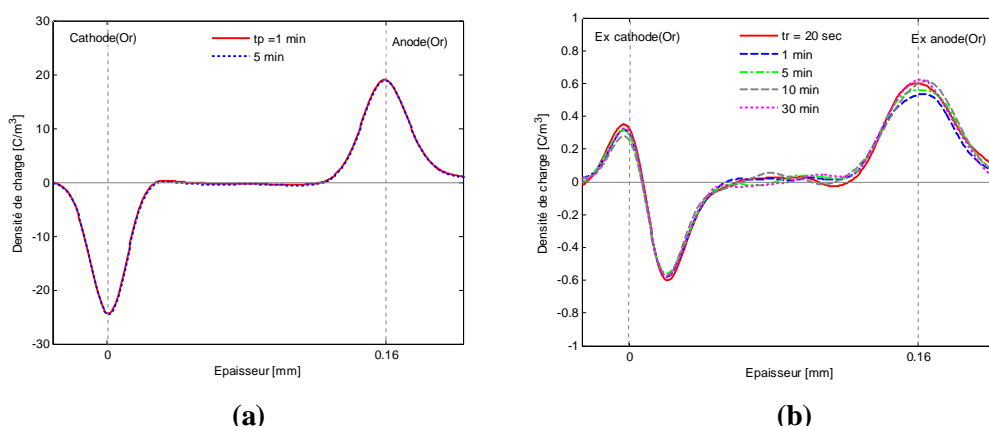 30
20
10
0
-10
-20
-30
Densité de charge [C/m³]
Cathode(Or)
tp =1 min
5 min
Anode(Or)
0
0.16
Epaisseur [mm]
(a)
1
0.8
0.6
0.4
0.2
0
-0.2
-0.4
-0.6
-0.8
-1
Densité de charge [C/m³]
Ex cathode(Or)
tr = 20 sec
1 min
5 min
10 min
30 min
Ex anode(Or)
0
0.16
Epaisseur [mm]
(b)